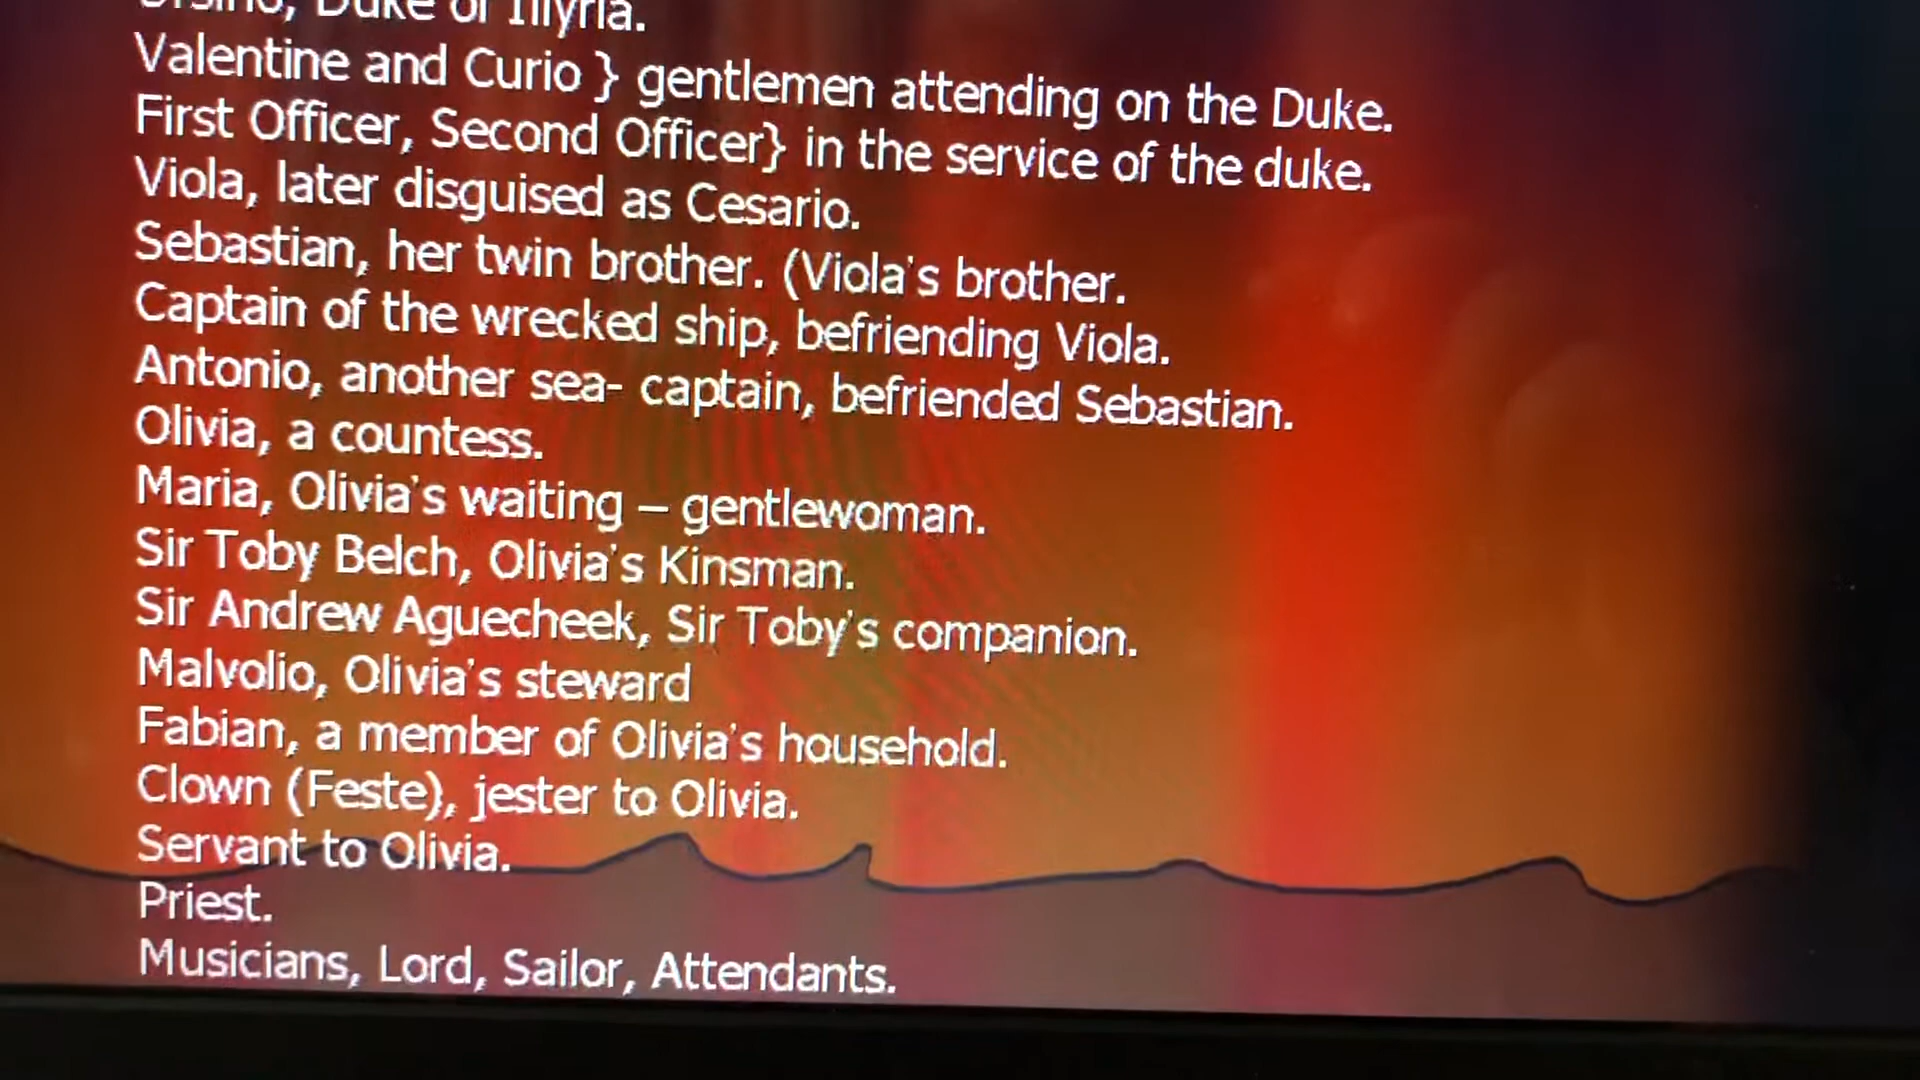 Orsino, Duke of Illyria.
Valentine and Curio } gentlemen attending on the Duke.
First Officer, Second Officer} in the service of the duke.
Viola, later disguised as Cesario.
Sebastian, her twin brother. (Viola's brother.
Captain of the wrecked ship, befriending Viola.
Antonio, another sea- captain, befriended Sebastian.
Olivia, a countess.
Maria, Olivia's waiting – gentlewoman.
Sir Toby Belch, Olivia's Kinsman.
Sir Andrew Aguecheek, Sir Toby's companion.
Malvolio, Olivia's steward
Fabian, a member of Olivia's household.
Clown (Feste), jester to Olivia.
Servant to Olivia.
Priest.
Musicians, Lord, Sailor, Attendants.